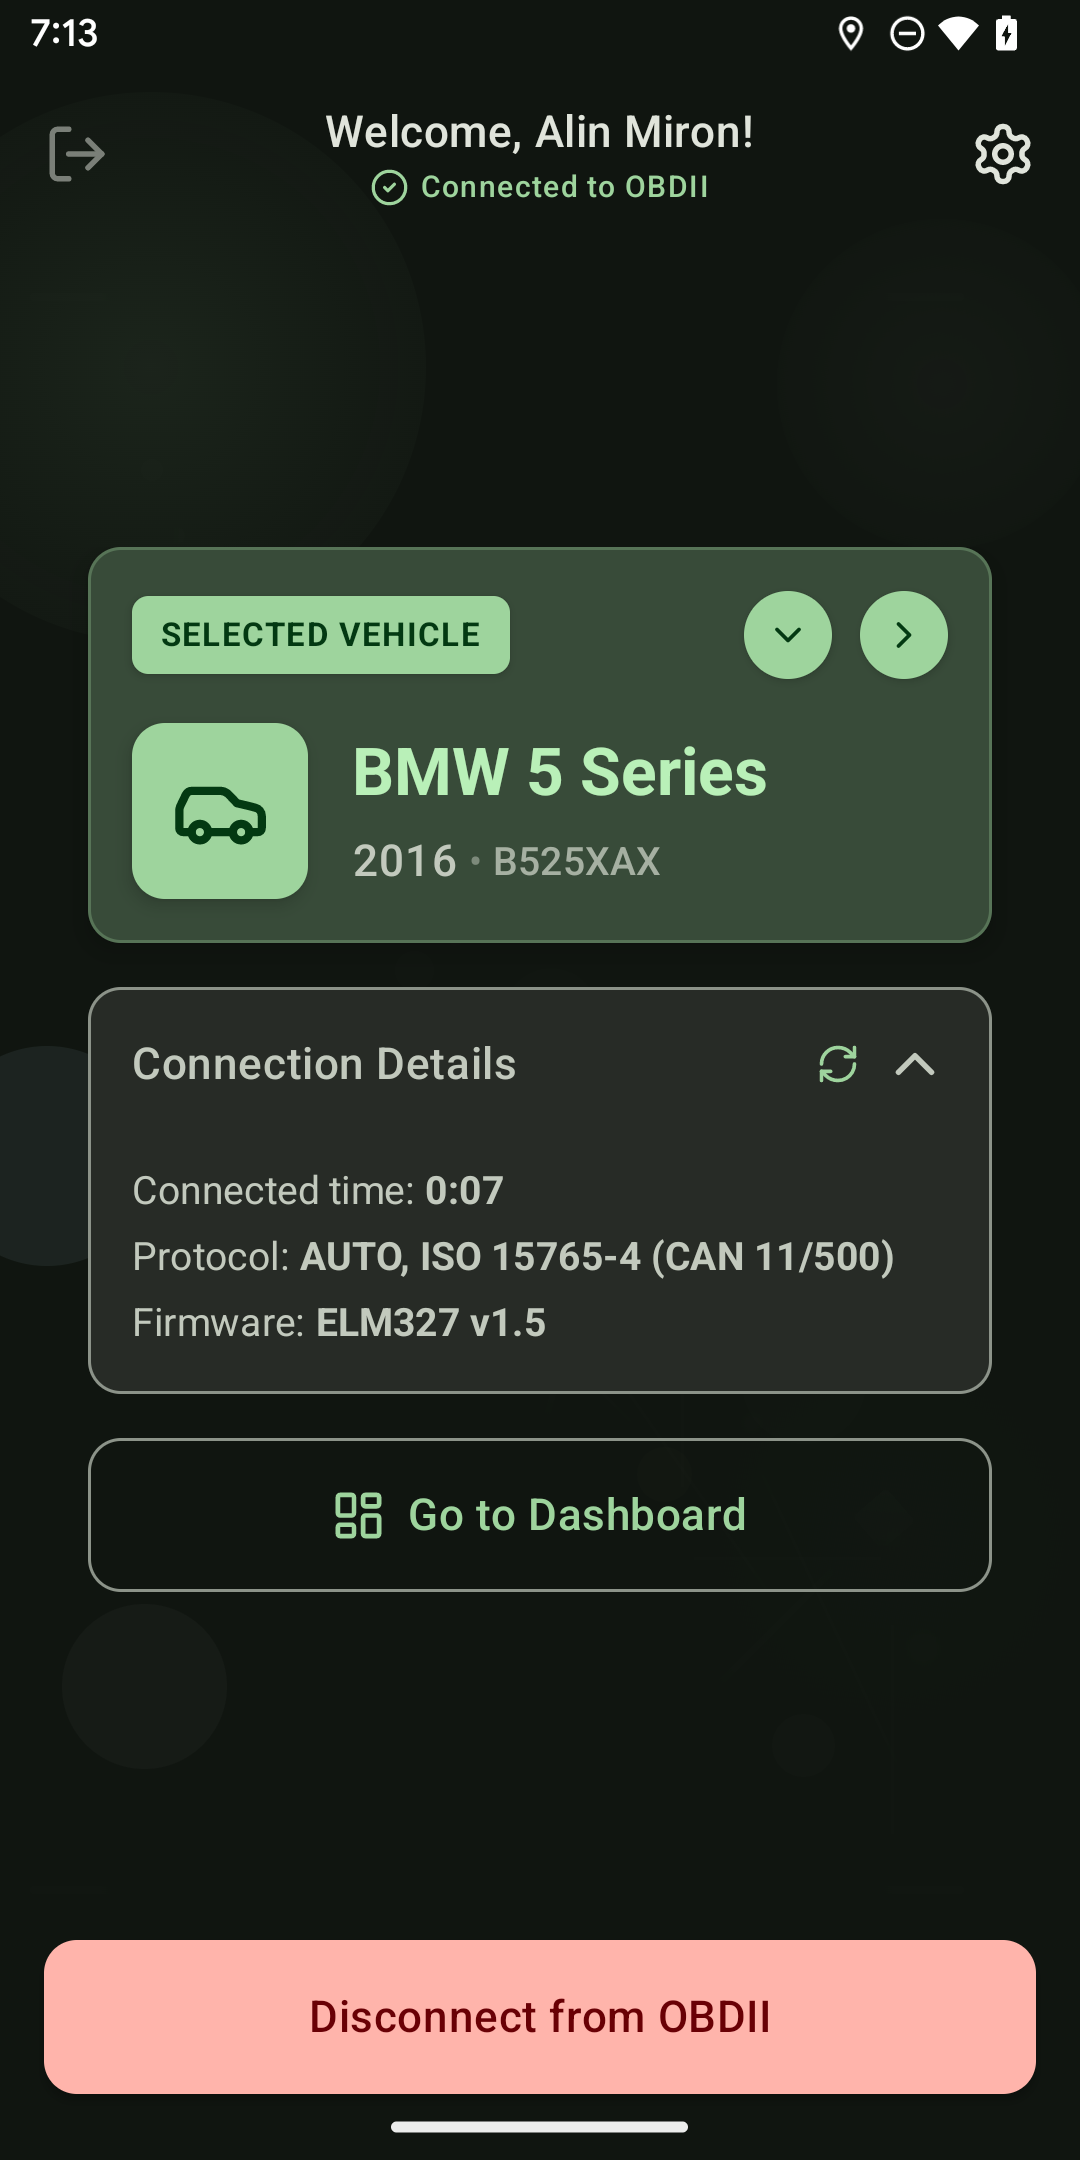 7:13
Welcome, Alin Miron!
Connected to OBDII
SELECTED VEHICLE
BMW 5 Series
2016 • B525XAX
Connection Details
Connected time: 0:07
Protocol: AUTO, ISO 15765-4 (CAN 11/500)
Firmware: ELM327 v1.5
Go to Dashboard
Disconnect from OBDII